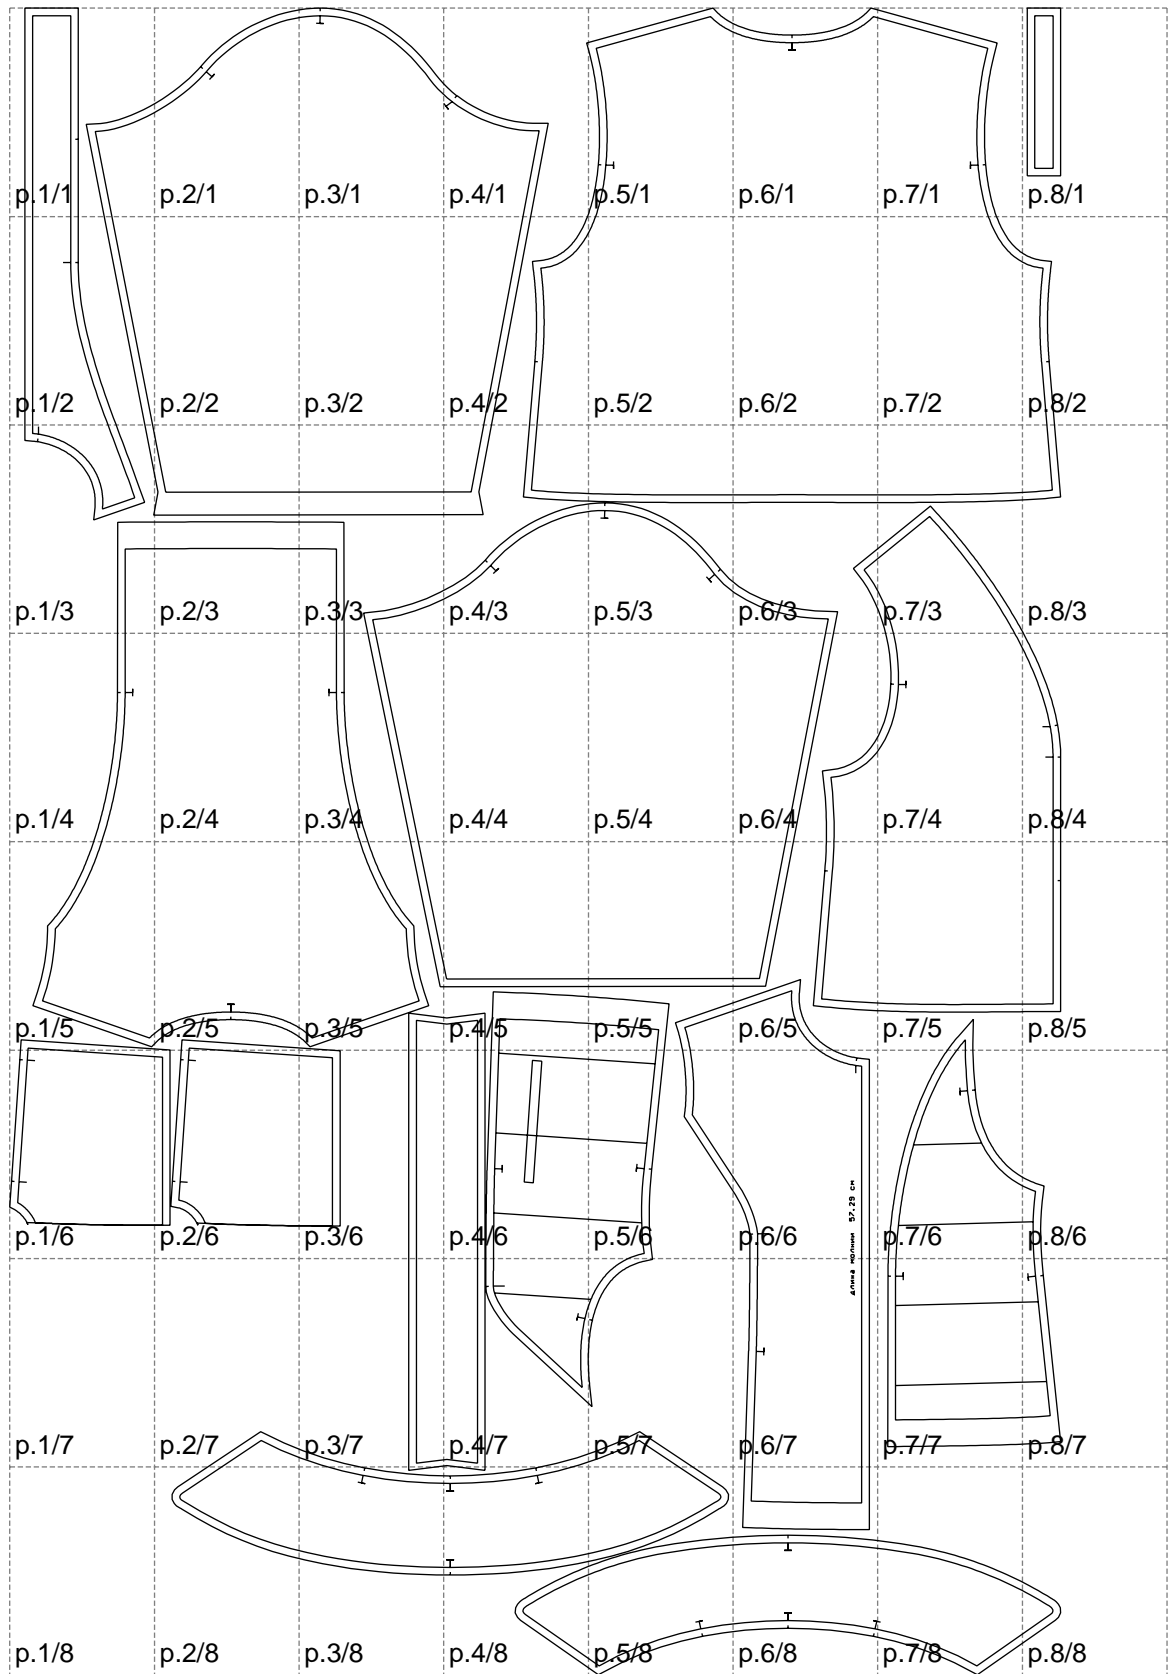 p.1/1 p.2/1 p.3/1 p.4/1 p.5/1 p.6/1 p.7/1 p.8/1
p.1/2 p.2/2 p.3/2 p.4/2 p.5/2 p.6/2 p.7/2 p.8/2
p.1/3 p.2/3 p.3/3 p.4/3 p.5/3 p.6/3 p.7/3 p.8/3
p.1/4 p.2/4 p.3/4 p.4/4 p.5/4 p.6/4 p.7/4 p.8/4
p.1/5 p.2/5 p.3/5 p.4/5 p.5/5 p.6/5 p.7/5 p.8/5
p.1/6 p.2/6 p.3/6 p.4/6 p.5/6 p.6/6 p.7/6 p.8/6
длина молнии 57.29 см
p.1/7 p.2/7 p.3/7 p.4/7 p.5/7 p.6/7 p.7/7 p.8/7
p.1/8 p.2/8 p.3/8 p.4/8 p.5/8 p.6/8 p.7/8 p.8/8